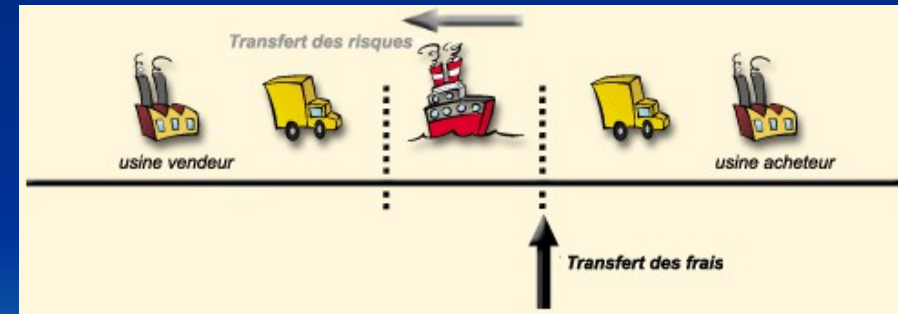 Transfert des risques
usine vendeur
usine acheteur
Transfert des frais